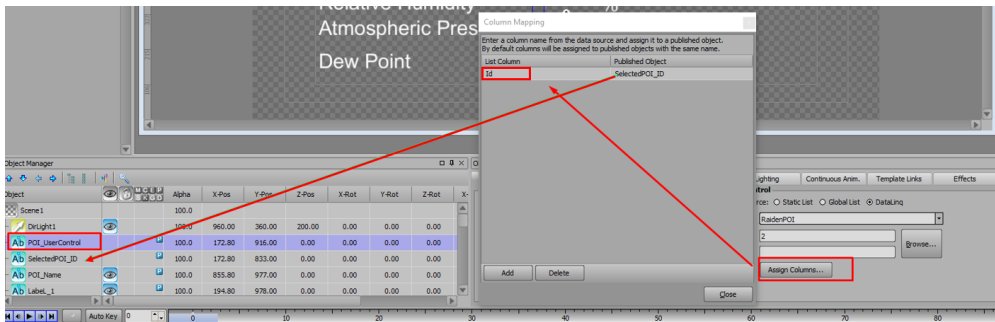 Relative Humidity %
Atmospheric Pres
Dew Point
Column Mapping
Enter a column name from the data source and assign it to a published object.
By default columns will be assigned to published objects with the same name.
List Column Published Object
Id SelectedPOI_ID
Add Delete
Close
Object Manager
Object Alpha X-Pos Y-Pos Z-Pos X-Rot Y-Rot Z-Rot X-
Scene1 100.0
DirLight1 100.0 960.00 360.00 200.00 0.00 0.00 0.00
Ab POI_UserControl 100.0 172.80 916.00 0.00 0.00 0.00 0.00
Ab SelectedPOI_ID 100.0 172.80 833.00 0.00 0.00 0.00 0.00
Ab POI_Name 100.0 855.80 977.00 0.00 0.00 0.00 0.00
Ab Label_1 100.0 194.80 978.00 0.00 0.00 0.00 0.00
Lighting Continuous Anim. Template Links Effects
ntrol
rce: Static List Global List DataLinq
RaidenPOI
2
Browse...
Assign Columns...
Auto Key 0 0 10 20 30 40 50 60 70 80